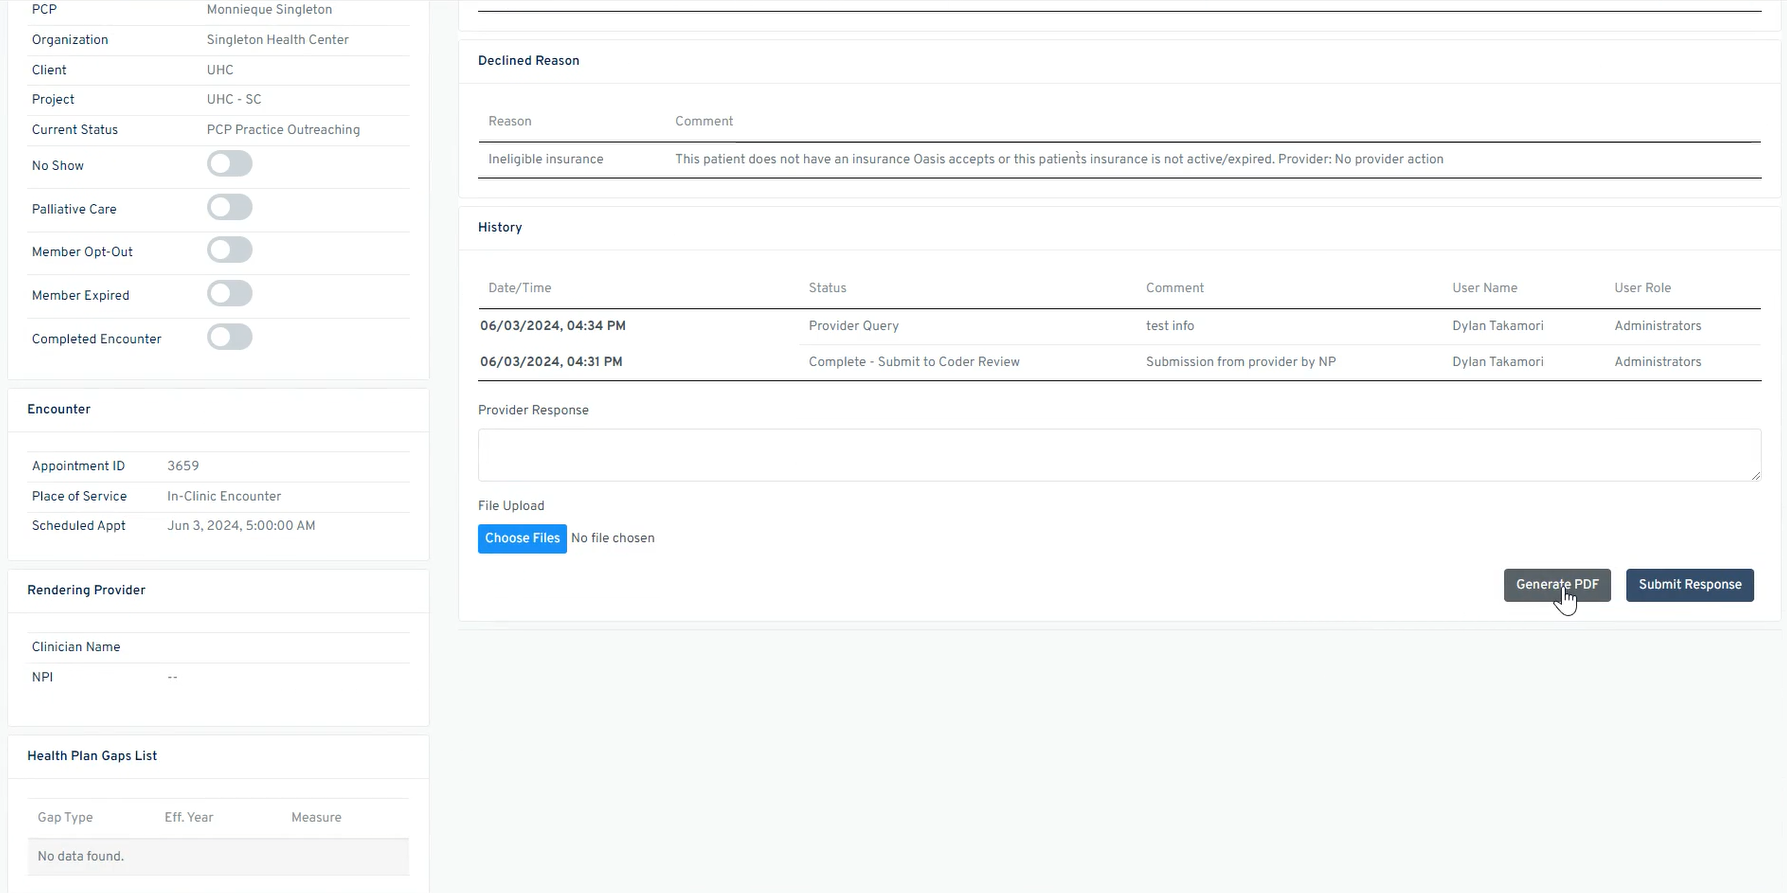 PCP Monnieque Singleton
Organization Singleton Health Center
Client UHC
Project UHC - SC
Current Status PCP Practice Outreaching
No Show
Palliative Care
Member Opt-Out
Member Expired
Completed Encounter
Encounter
Appointment ID 3659
Place of Service In-Clinic Encounter
Scheduled Appt Jun 3, 2024, 5:00:00 AM
Rendering Provider
Clinician Name
NPI --
Health Plan Gaps List
Gap Type Eff. Year Measure
No data found.
Declined Reason
Reason Comment
Ineligible insurance This patient does not have an insurance Oasis accepts or this patient`s insurance is not active/expired. Provider: No provider action
History
Date/Time Status Comment User Name User Role
06/03/2024, 04:34 PM Provider Query test info Dylan Takamori Administrators
06/03/2024, 04:31 PM Complete - Submit to Coder Review Submission from provider by NP Dylan Takamori Administrators
Provider Response
File Upload
Choose Files No file chosen
Generate PDF Submit Response